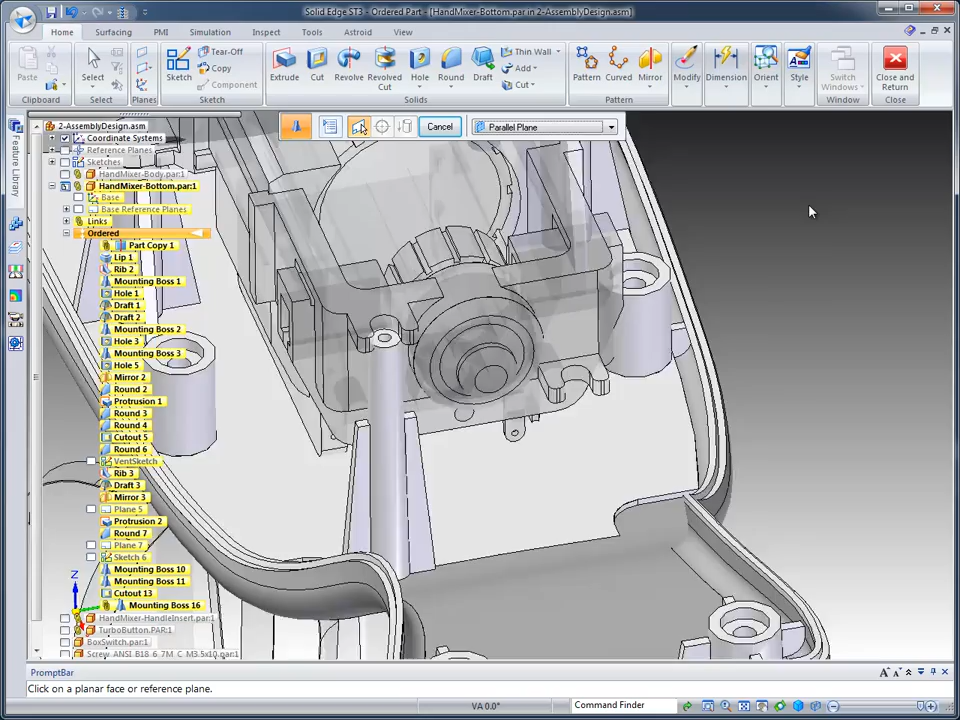 Solid Edge ST3 - Ordered Part - [HandMixer-Bottom.par in 2-AssemblyDesign.asm]
Home Surfacing PMI Simulation Inspect Tools Astroid View
Paste
Clipboard
Select
Select
Planes
Sketch
Tear-Off
Copy
Component
Sketch
Extrude
Cut
Revolve
Revolved Cut
Hole
Round
Draft
Thin Wall
Add
Cut
Solids
Pattern
Curved
Mirror
Pattern
Modify
Dimension
Orient
Style
Switch Windows
Window
Close and Return
Close
Cancel
Parallel Plane
Feature Library
2-AssemblyDesign.asm
Coordinate Systems
Reference Planes
Sketches
HandMixer-Body.par:1
HandMixer-Bottom.par:1
Base
Base Reference Planes
Links
Ordered
Part Copy 1
Lip 1
Rib 2
Mounting Boss 1
Hole 1
Draft 1
Draft 2
Mounting Boss 2
Hole 3
Mounting Boss 3
Hole 5
Mirror 2
Round 2
Protrusion 1
Round 3
Round 4
Cutout 5
Round 6
VentSketch
Rib 3
Draft 3
Mirror 3
Plane 5
Protrusion 2
Round 7
Plane 7
Sketch 6
Mounting Boss 10
Mounting Boss 11
Cutout 13
Mounting Boss 16
HandMixer-HandleInsert.par:1
TurboButton.PAR:1
BoxSwitch.par:1
Screw ANSI B18 6 7M C M3.5x10.par:1
Z
PromptBar
Click on a planar face or reference plane.
VA 0.0°
Command Finder